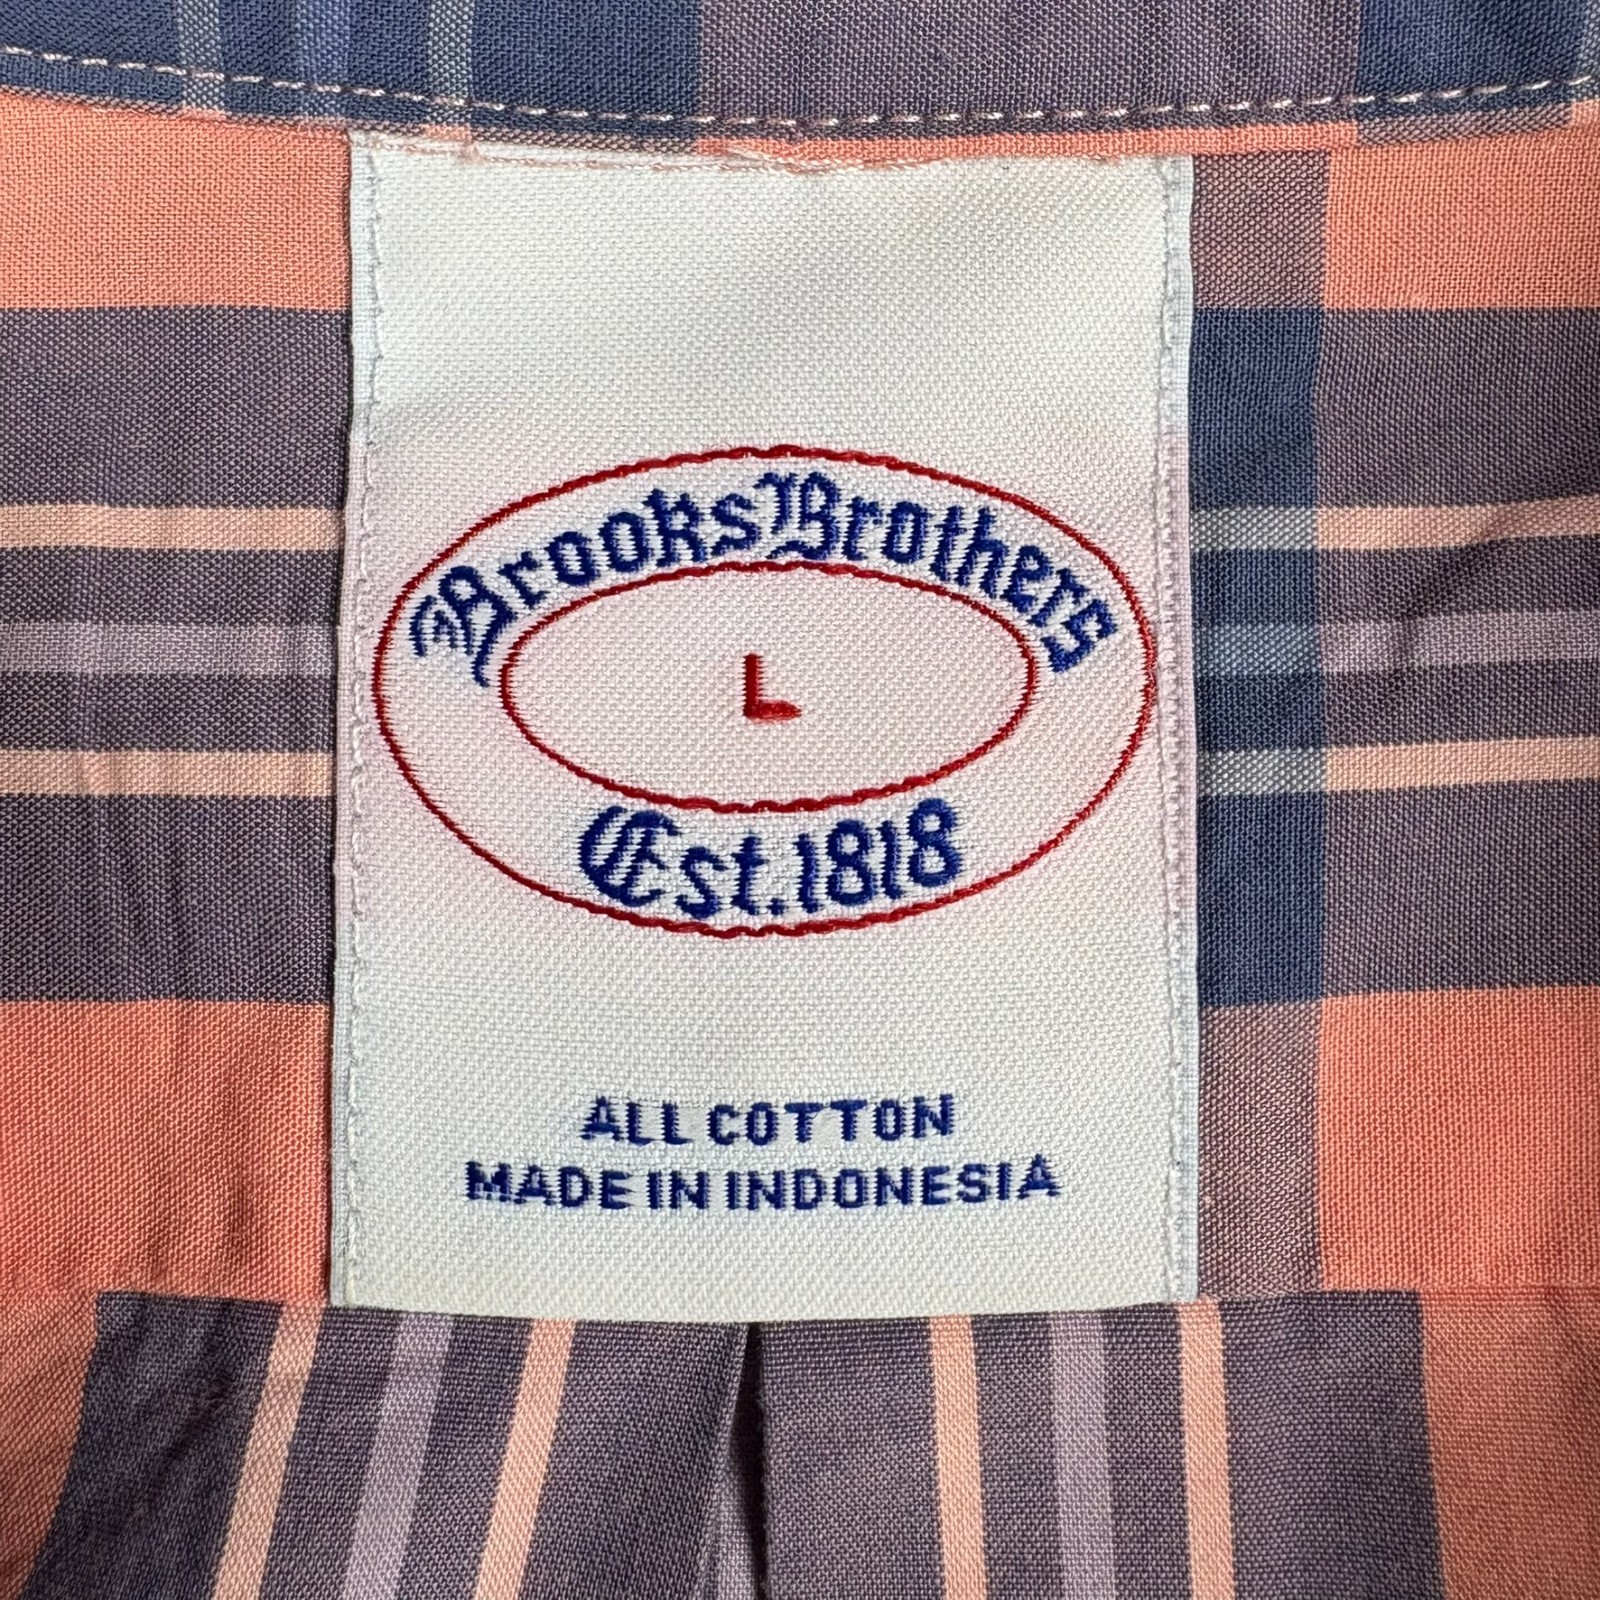 Brooks Brothers
L
Est. 1818
ALL COTTON
MADE IN INDONESIA